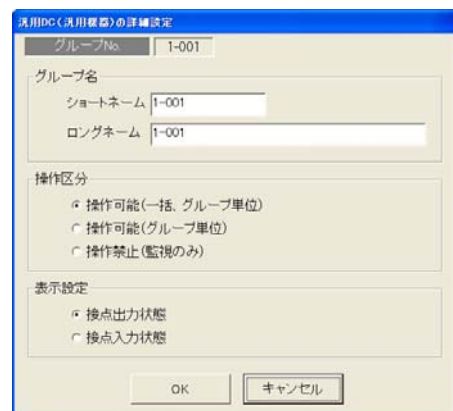 汎用DC(汎用機器)の詳細設定
グループNo. 1-001
グループ名
ショートネーム 1-001
ロングネーム 1-001
操作区分
操作可能(一括、グループ単位)
操作可能(グループ単位)
操作禁止(監視のみ)
表示設定
接点出力状態
接点入力状態
OK キャンセル